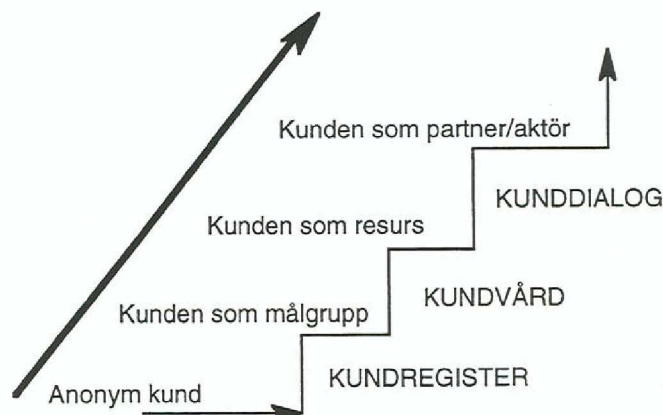 Kunden som partner/aktör
KUNDDIALOG
Kunden som resurs
KUNDVÅRD
Kunden som målgrupp
KUNDREGISTER
Anonym kund